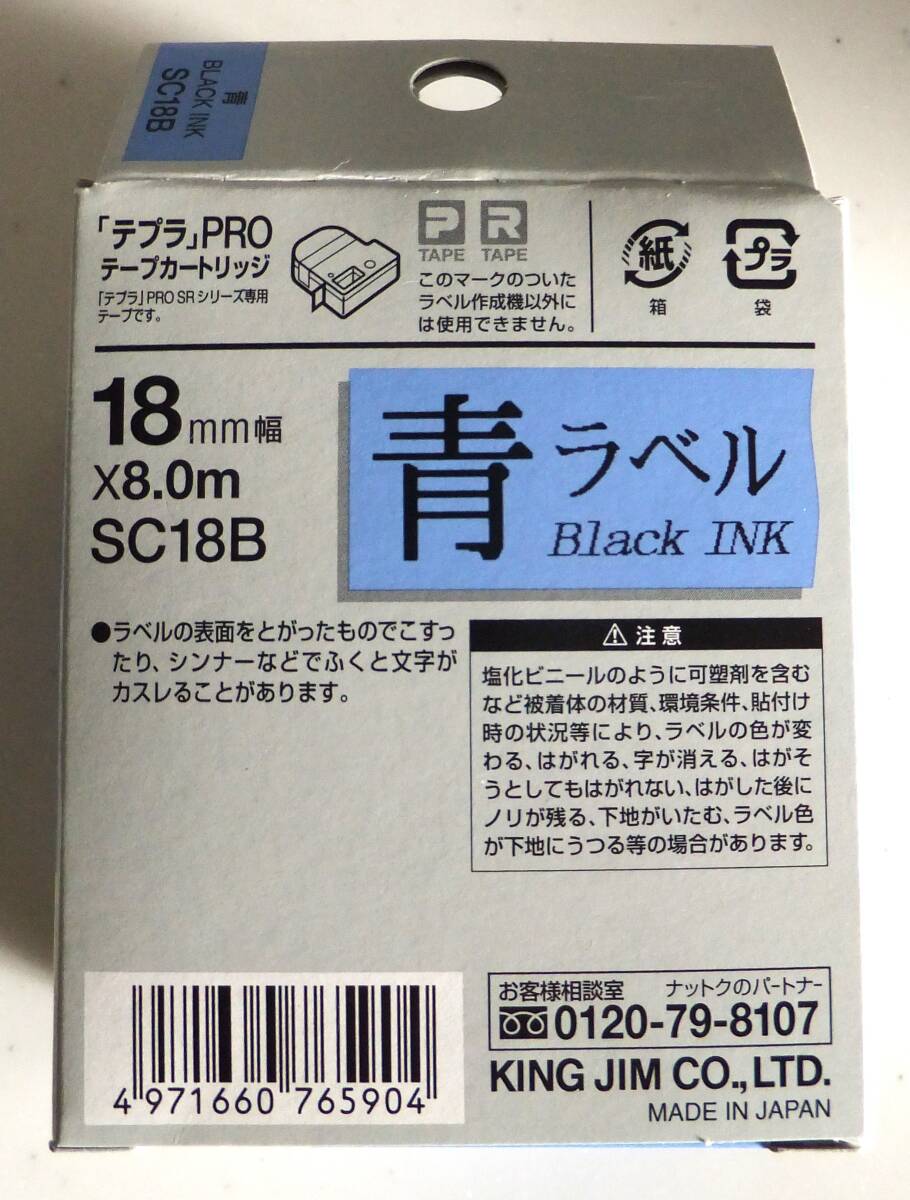 青
BLACK INK
SC18B
「テプラ」PRO
テープカートリッジ
「テプラ」PRO SRシリーズ専用
テープです。
P R
TAPE TAPE
このマークのついた
ラベル作成機以外に
は使用できません。
紙
箱
プラ
袋
18mm幅
X8.0m
SC18B
青ラベル
Black INK
●ラベルの表面をとがったものでこすっ
たり、シンナーなどでふくと文字が
カスレることがあります。
⚠ 注意
塩化ビニールのように可塑剤を含む
など被着体の材質、環境条件、貼付け
時の状況等により、ラベルの色が変
わる、はがれる、字が消える、はがそ
うとしてもはがれない、はがした後に
ノリが残る、下地がいたむ、ラベル色
が下地にうつる等の場合があります。
4 971660 765904
お客様相談室 ナットクのパートナー
0120-79-8107
KING JIM CO.,LTD.
MADE IN JAPAN